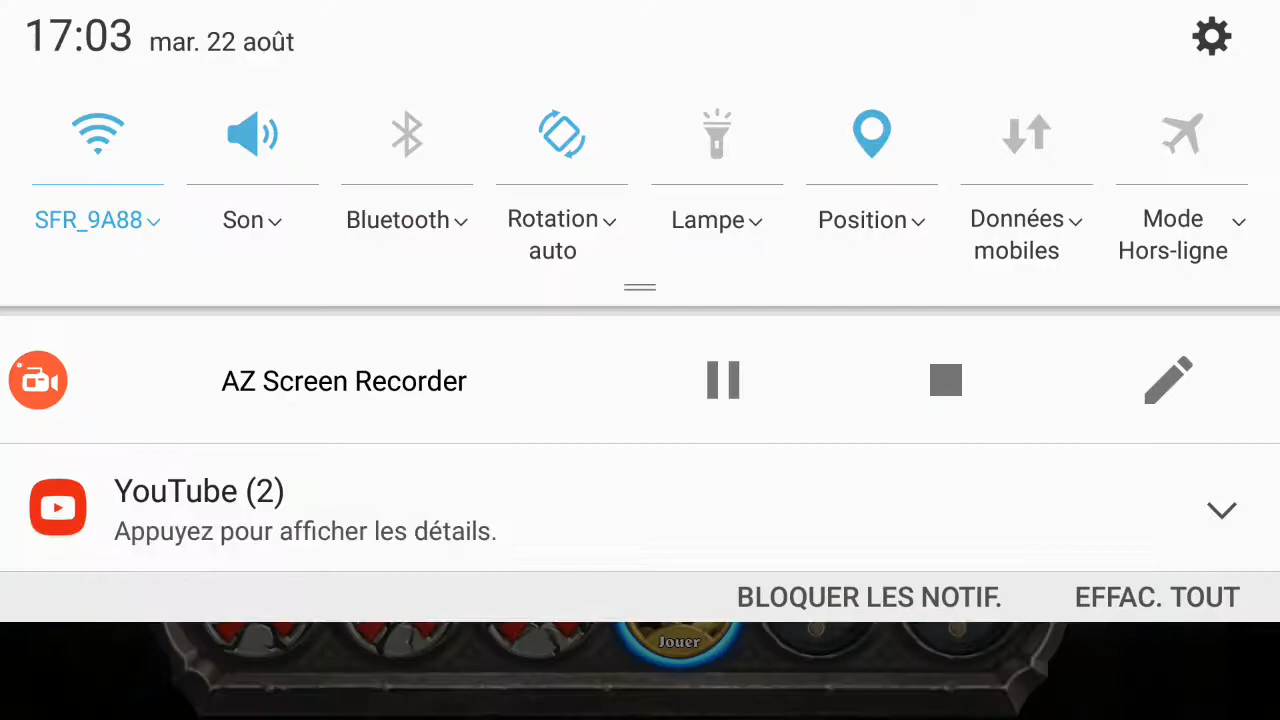 17:03 mar. 22 août
SFR_9A88
Son
Bluetooth
Rotation
auto
Lampe
Position
Données
mobiles
Mode
Hors-ligne
AZ Screen Recorder
YouTube (2)
Appuyez pour afficher les détails.
BLOQUER LES NOTIF.
EFFAC. TOUT
Jouer